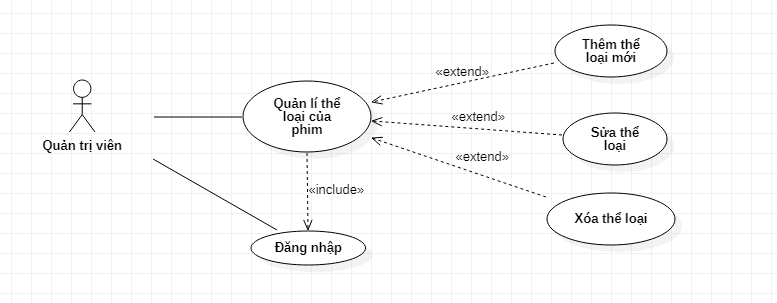 Thêm thể
loại mới
«extend»
Quản lí thể
loại của
phim
«extend»
Sửa thể
loại
Quản trị viên
«extend»
«include»
Xóa thể loại
Đăng nhập